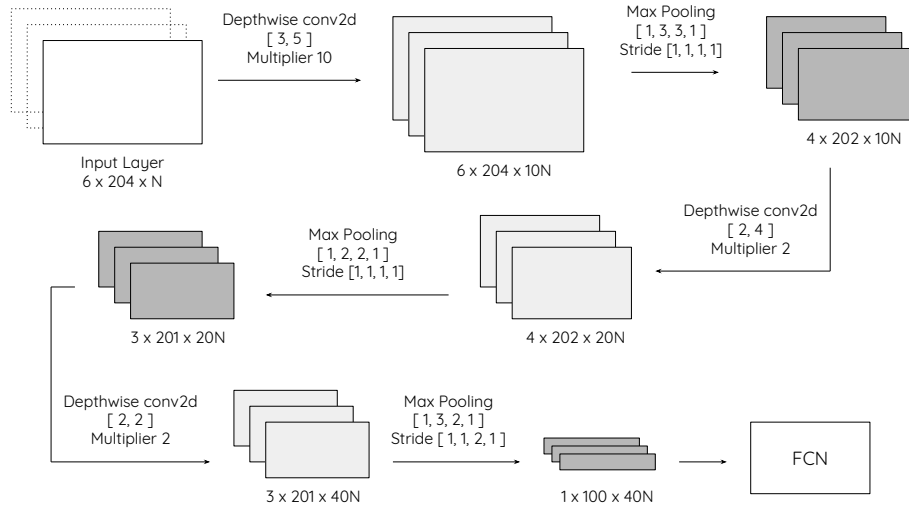 Depthwise conv2d
[ 3, 5 ]
Multiplier 10
Max Pooling
[ 1, 3, 3, 1 ]
Stride [1, 1, 1, 1]
Input Layer
6 x 204 x N
6 x 204 x 10N
4 x 202 x 10N
Depthwise conv2d
[ 2, 4 ]
Multiplier 2
Max Pooling
[ 1, 2, 2, 1 ]
Stride [1, 1, 1, 1]
3 x 201 x 20N
4 x 202 x 20N
Depthwise conv2d
[ 2, 2 ]
Multiplier 2
Max Pooling
[ 1, 3, 2, 1 ]
Stride [ 1, 1, 2, 1 ]
FCN
3 x 201 x 40N
1 x 100 x 40N